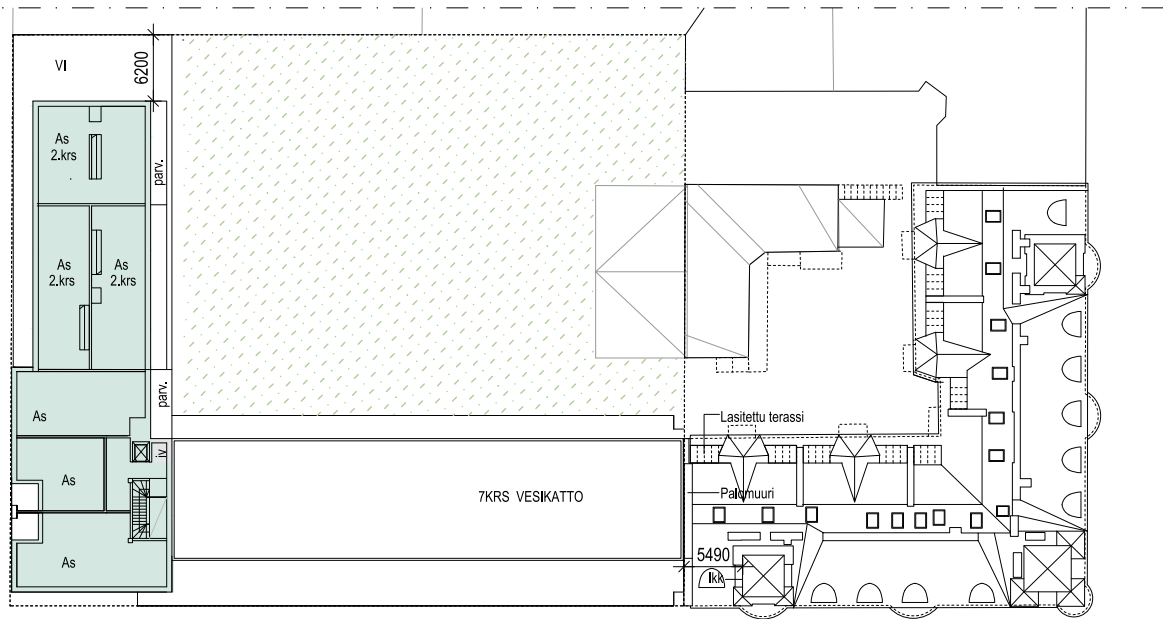 VI
6200
As
2.krs
parv.
As
2.krs
As
2.krs
parv.
As
Lasitettu terassi
iv
As
7KRS VESIKATTO
Palomuuri
5490
As
Ikk